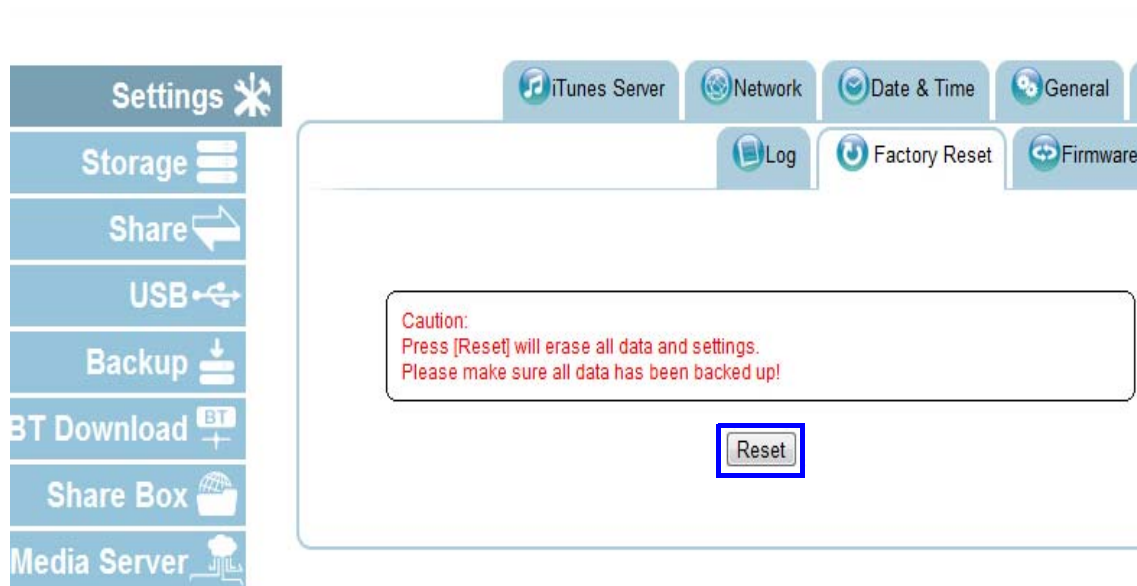 Settings
Storage
Share
USB
Backup
BT Download
BT
Share Box
Media Server
iTunes Server
Network
Date & Time
General
Log
Factory Reset
Firmware
Caution:
Press [Reset] will erase all data and settings.
Please make sure all data has been backed up!
Reset